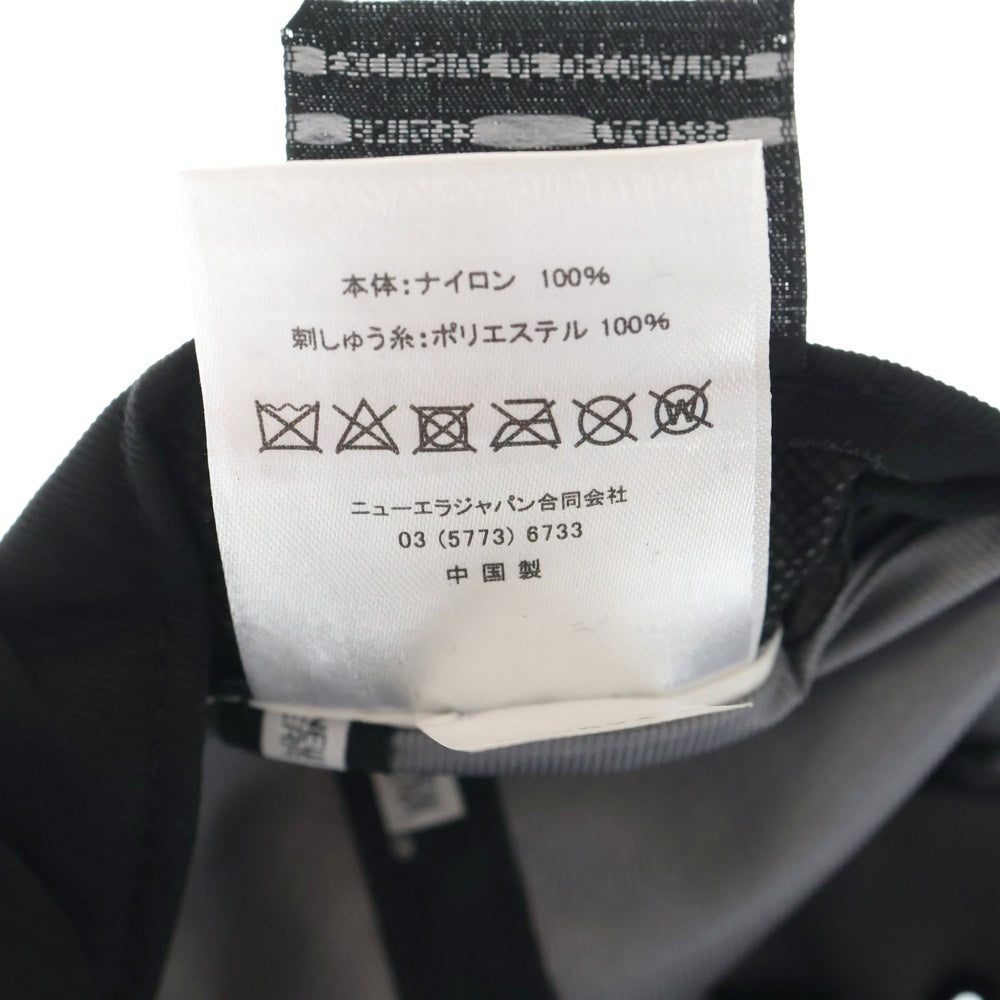 本体:ナイロン 100%
刺しゅう糸:ポリエステル 100%
W
ニューエラジャパン合同会社
03 (5773) 6733
中国製